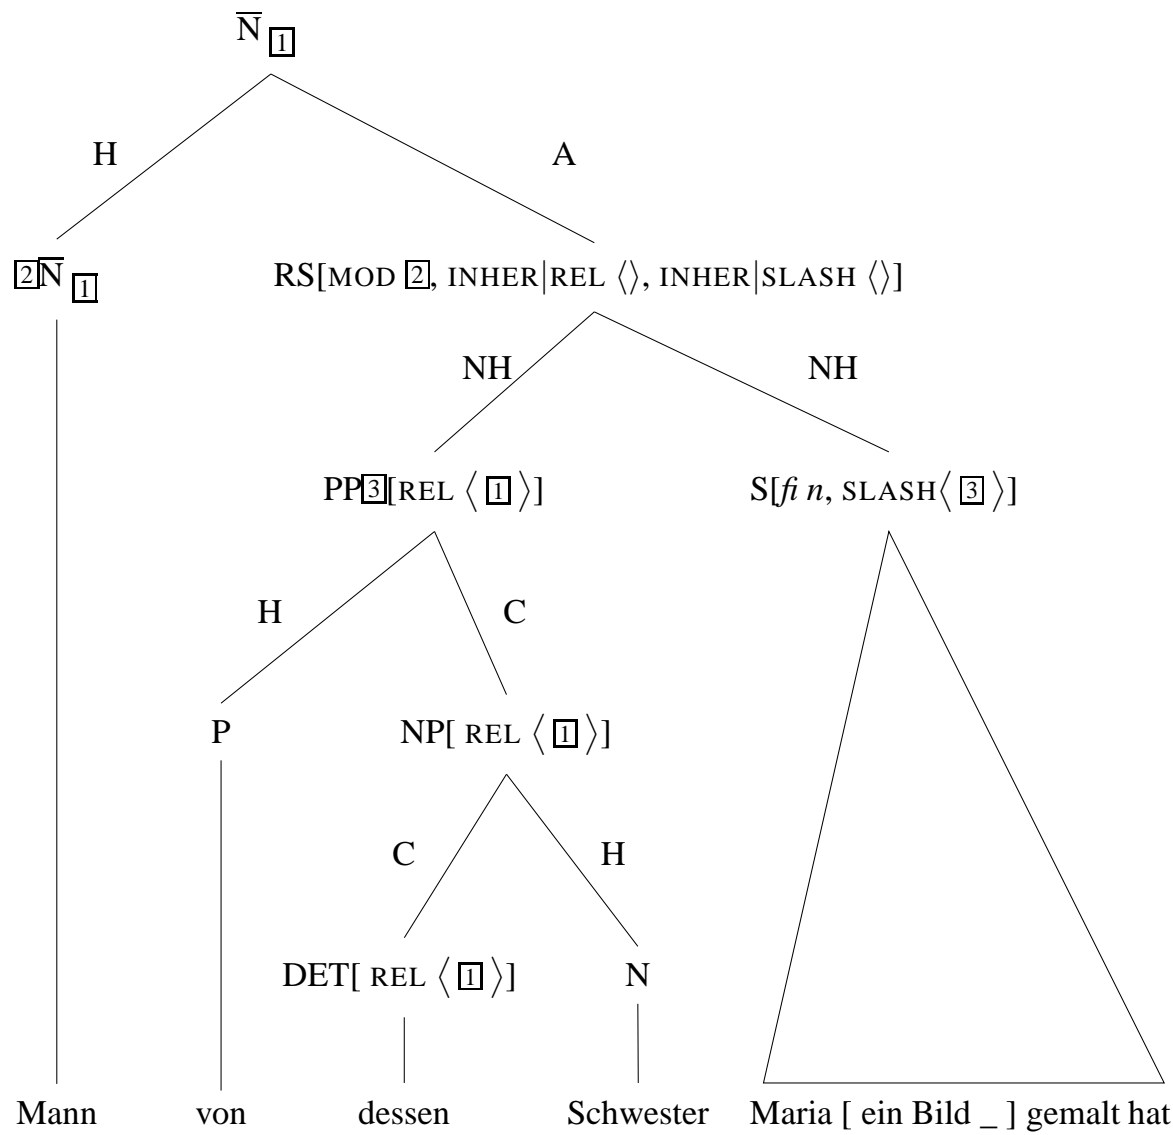 N̅ 1
H A
2 N̅ 1 RS[MOD 2, INHER|REL ⟨⟩, INHER|SLASH ⟨⟩]
NH NH
PP3[REL ⟨ 1 ⟩] S[fin, SLASH⟨ 3 ⟩]
H C
P NP[ REL ⟨ 1 ⟩]
C H
DET[ REL ⟨ 1 ⟩] N
Mann von dessen Schwester Maria [ ein Bild _ ] gemalt hat